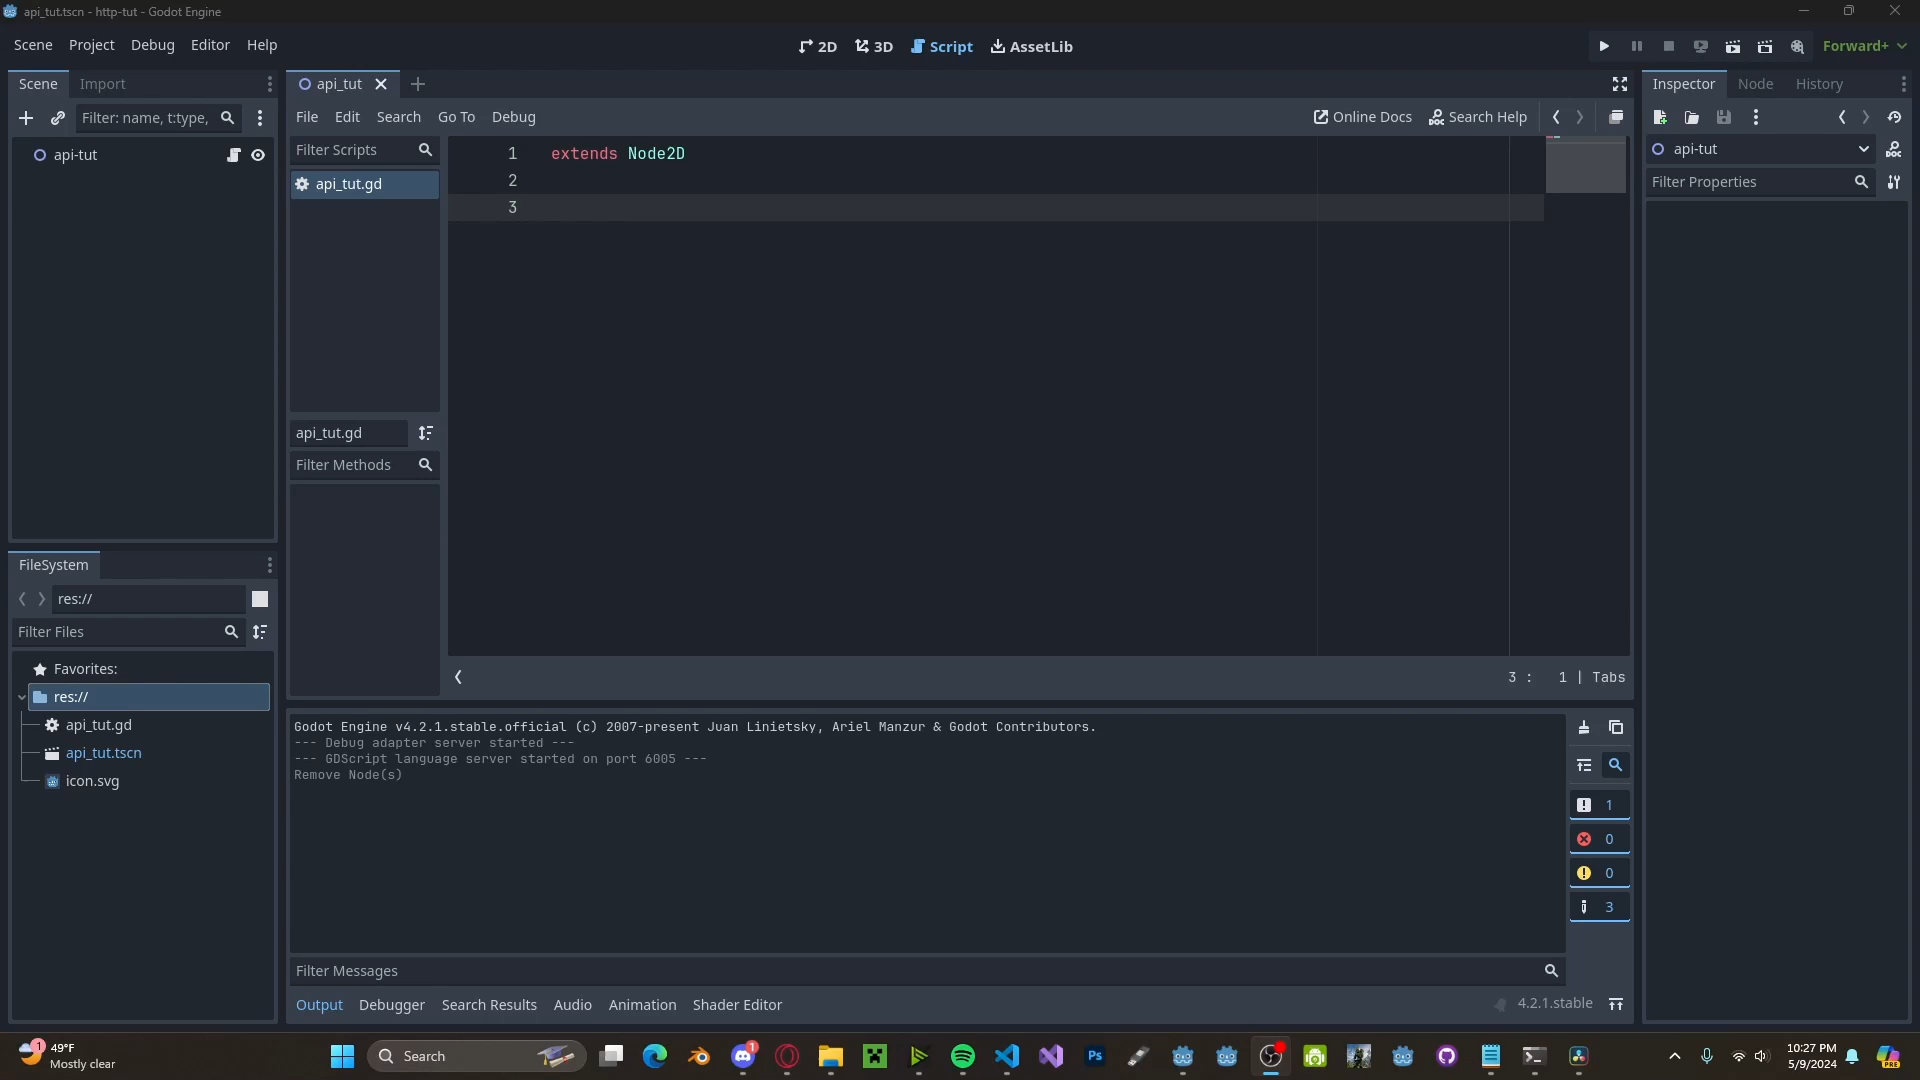 api_tut.tscn - http-tut - Godot Engine
Scene Project Debug Editor Help
2D 3D Script AssetLib
Forward+
Scene Import
Filter: name, t:type,
api-tut
api_tut
File Edit Search Go To Debug
Online Docs Search Help
Filter Scripts
api_tut.gd
api_tut.gd
Filter Methods
1 extends Node2D
2
3
3 : 1 | Tabs
Inspector Node History
api-tut
Filter Properties
FileSystem
res://
Filter Files
Favorites:
res://
api_tut.gd
api_tut.tscn
icon.svg
Godot Engine v4.2.1.stable.official (c) 2007-present Juan Linietsky, Ariel Manzur & Godot Contributors.
--- Debug adapter server started ---
--- GDScript language server started on port 6005 ---
Remove Node(s)
1
0
0
3
Filter Messages
Output Debugger Search Results Audio Animation Shader Editor
4.2.1.stable
1
49°F
Mostly clear
Search
1
Ps
10:27 PM
5/9/2024
PRE